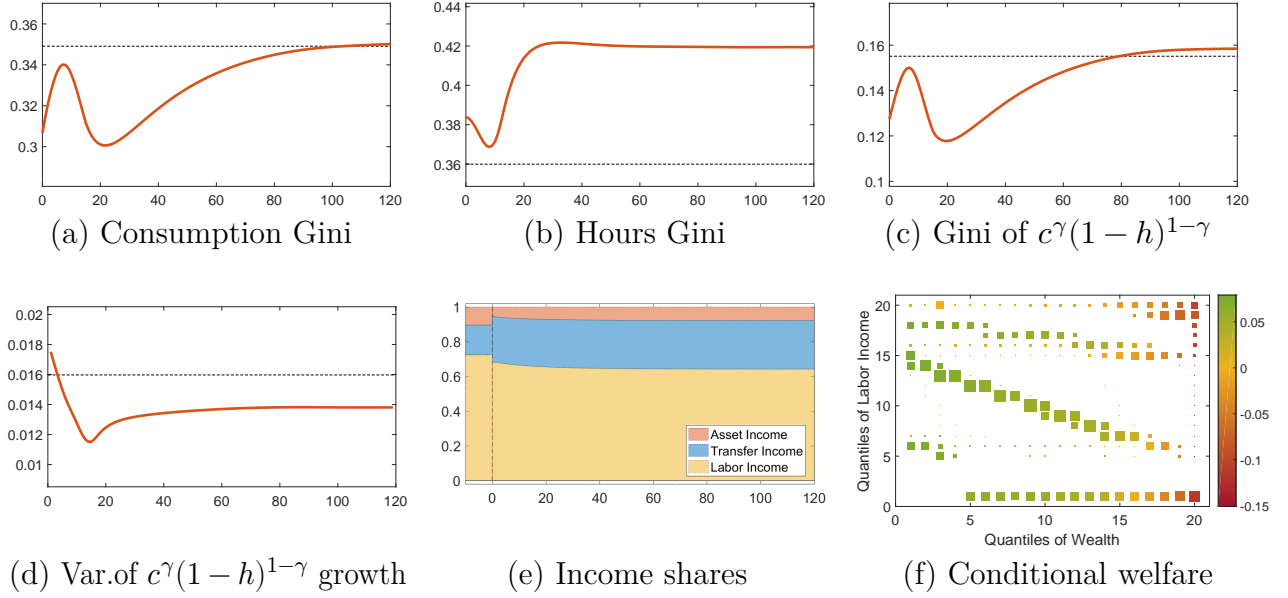 0.36
0.34
0.32
0.3
0 20 40 60 80 100 120
(a) Consumption Gini
0.44
0.42
0.4
0.38
0.36
0 20 40 60 80 100 120
(b) Hours Gini
0.16
0.14
0.12
0.1
0 20 40 60 80 100 120
(c) Gini of $c^{\gamma}(1-h)^{1-\gamma}$
0.02
0.018
0.016
0.014
0.012
0.01
0 20 40 60 80 100 120
(d) Var.of $c^{\gamma}(1-h)^{1-\gamma}$ growth
1
0.8
0.6
0.4
0.2
0
Asset Income
Transfer Income
Labor Income
0 20 40 60 80 100 120
(e) Income shares
Quantiles of Labor Income
20
15
10
5
0
0 5 10 15 20
Quantiles of Wealth
0.05
0
-0.05
-0.1
-0.15
(f) Conditional welfare